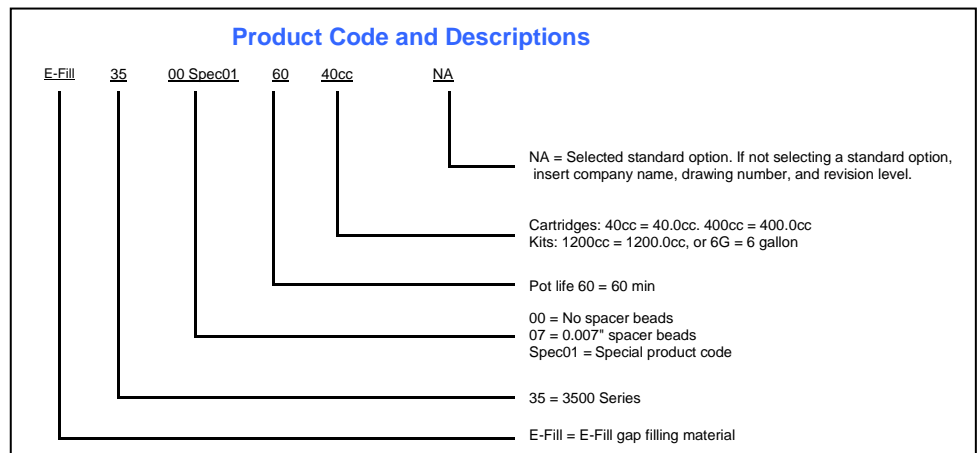 Product Code and Descriptions
E-Fill 35 00 Spec01 60 40cc NA
NA = Selected standard option. If not selecting a standard option,
insert company name, drawing number, and revision level.
Cartridges: 40cc = 40.0cc. 400cc = 400.0cc
Kits: 1200cc = 1200.0cc, or 6G = 6 gallon
Pot life 60 = 60 min
00 = No spacer beads
07 = 0.007" spacer beads
Spec01 = Special product code
35 = 3500 Series
E-Fill = E-Fill gap filling material